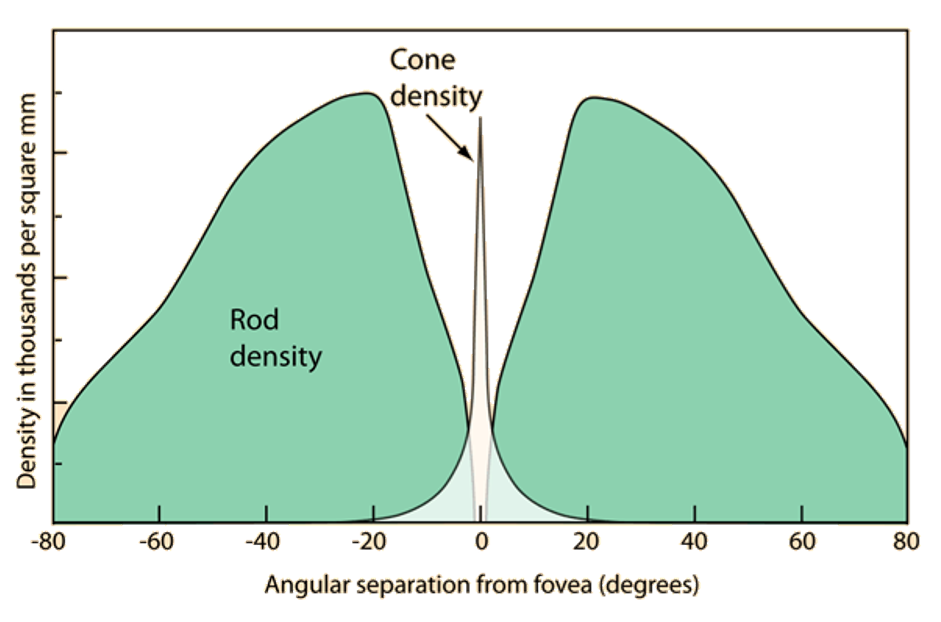 Cone
density
Density in thousands per square mm
Rod
density
-80 -60 -40 -20 0 20 40 60 80
Angular separation from fovea (degrees)